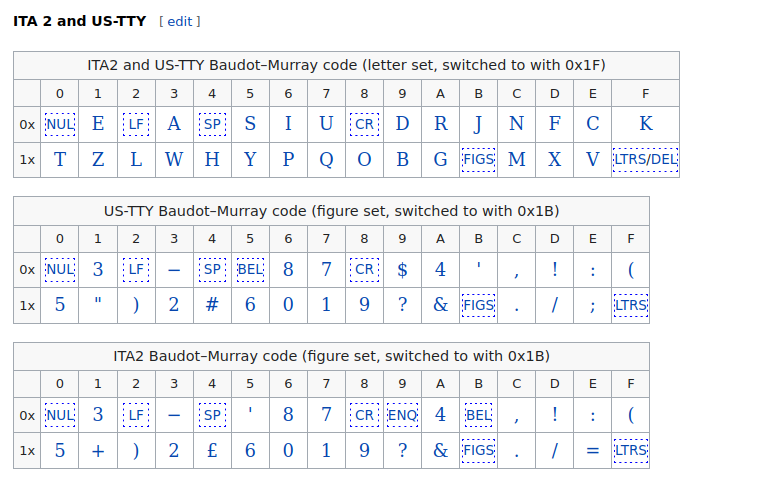 ITA 2 and US-TTY [ edit ]
ITA2 and US-TTY Baudot–Murray code (letter set, switched to with 0x1F)
0 1 2 3 4 5 6 7 8 9 A B C D E F
0x NUL E LF A SP S I U CR D R J N F C K
1x T Z L W H Y P Q O B G FIGS M X V LTRS/DEL
US-TTY Baudot–Murray code (figure set, switched to with 0x1B)
0 1 2 3 4 5 6 7 8 9 A B C D E F
0x NUL 3 LF − SP BEL 8 7 CR $ 4 ' , ! : (
1x 5 " ) 2 # 6 0 1 9 ? & FIGS . / ; LTRS
ITA2 Baudot–Murray code (figure set, switched to with 0x1B)
0 1 2 3 4 5 6 7 8 9 A B C D E F
0x NUL 3 LF − SP ' 8 7 CR ENQ 4 BEL , ! : (
1x 5 + ) 2 £ 6 0 1 9 ? & FIGS . / = LTRS